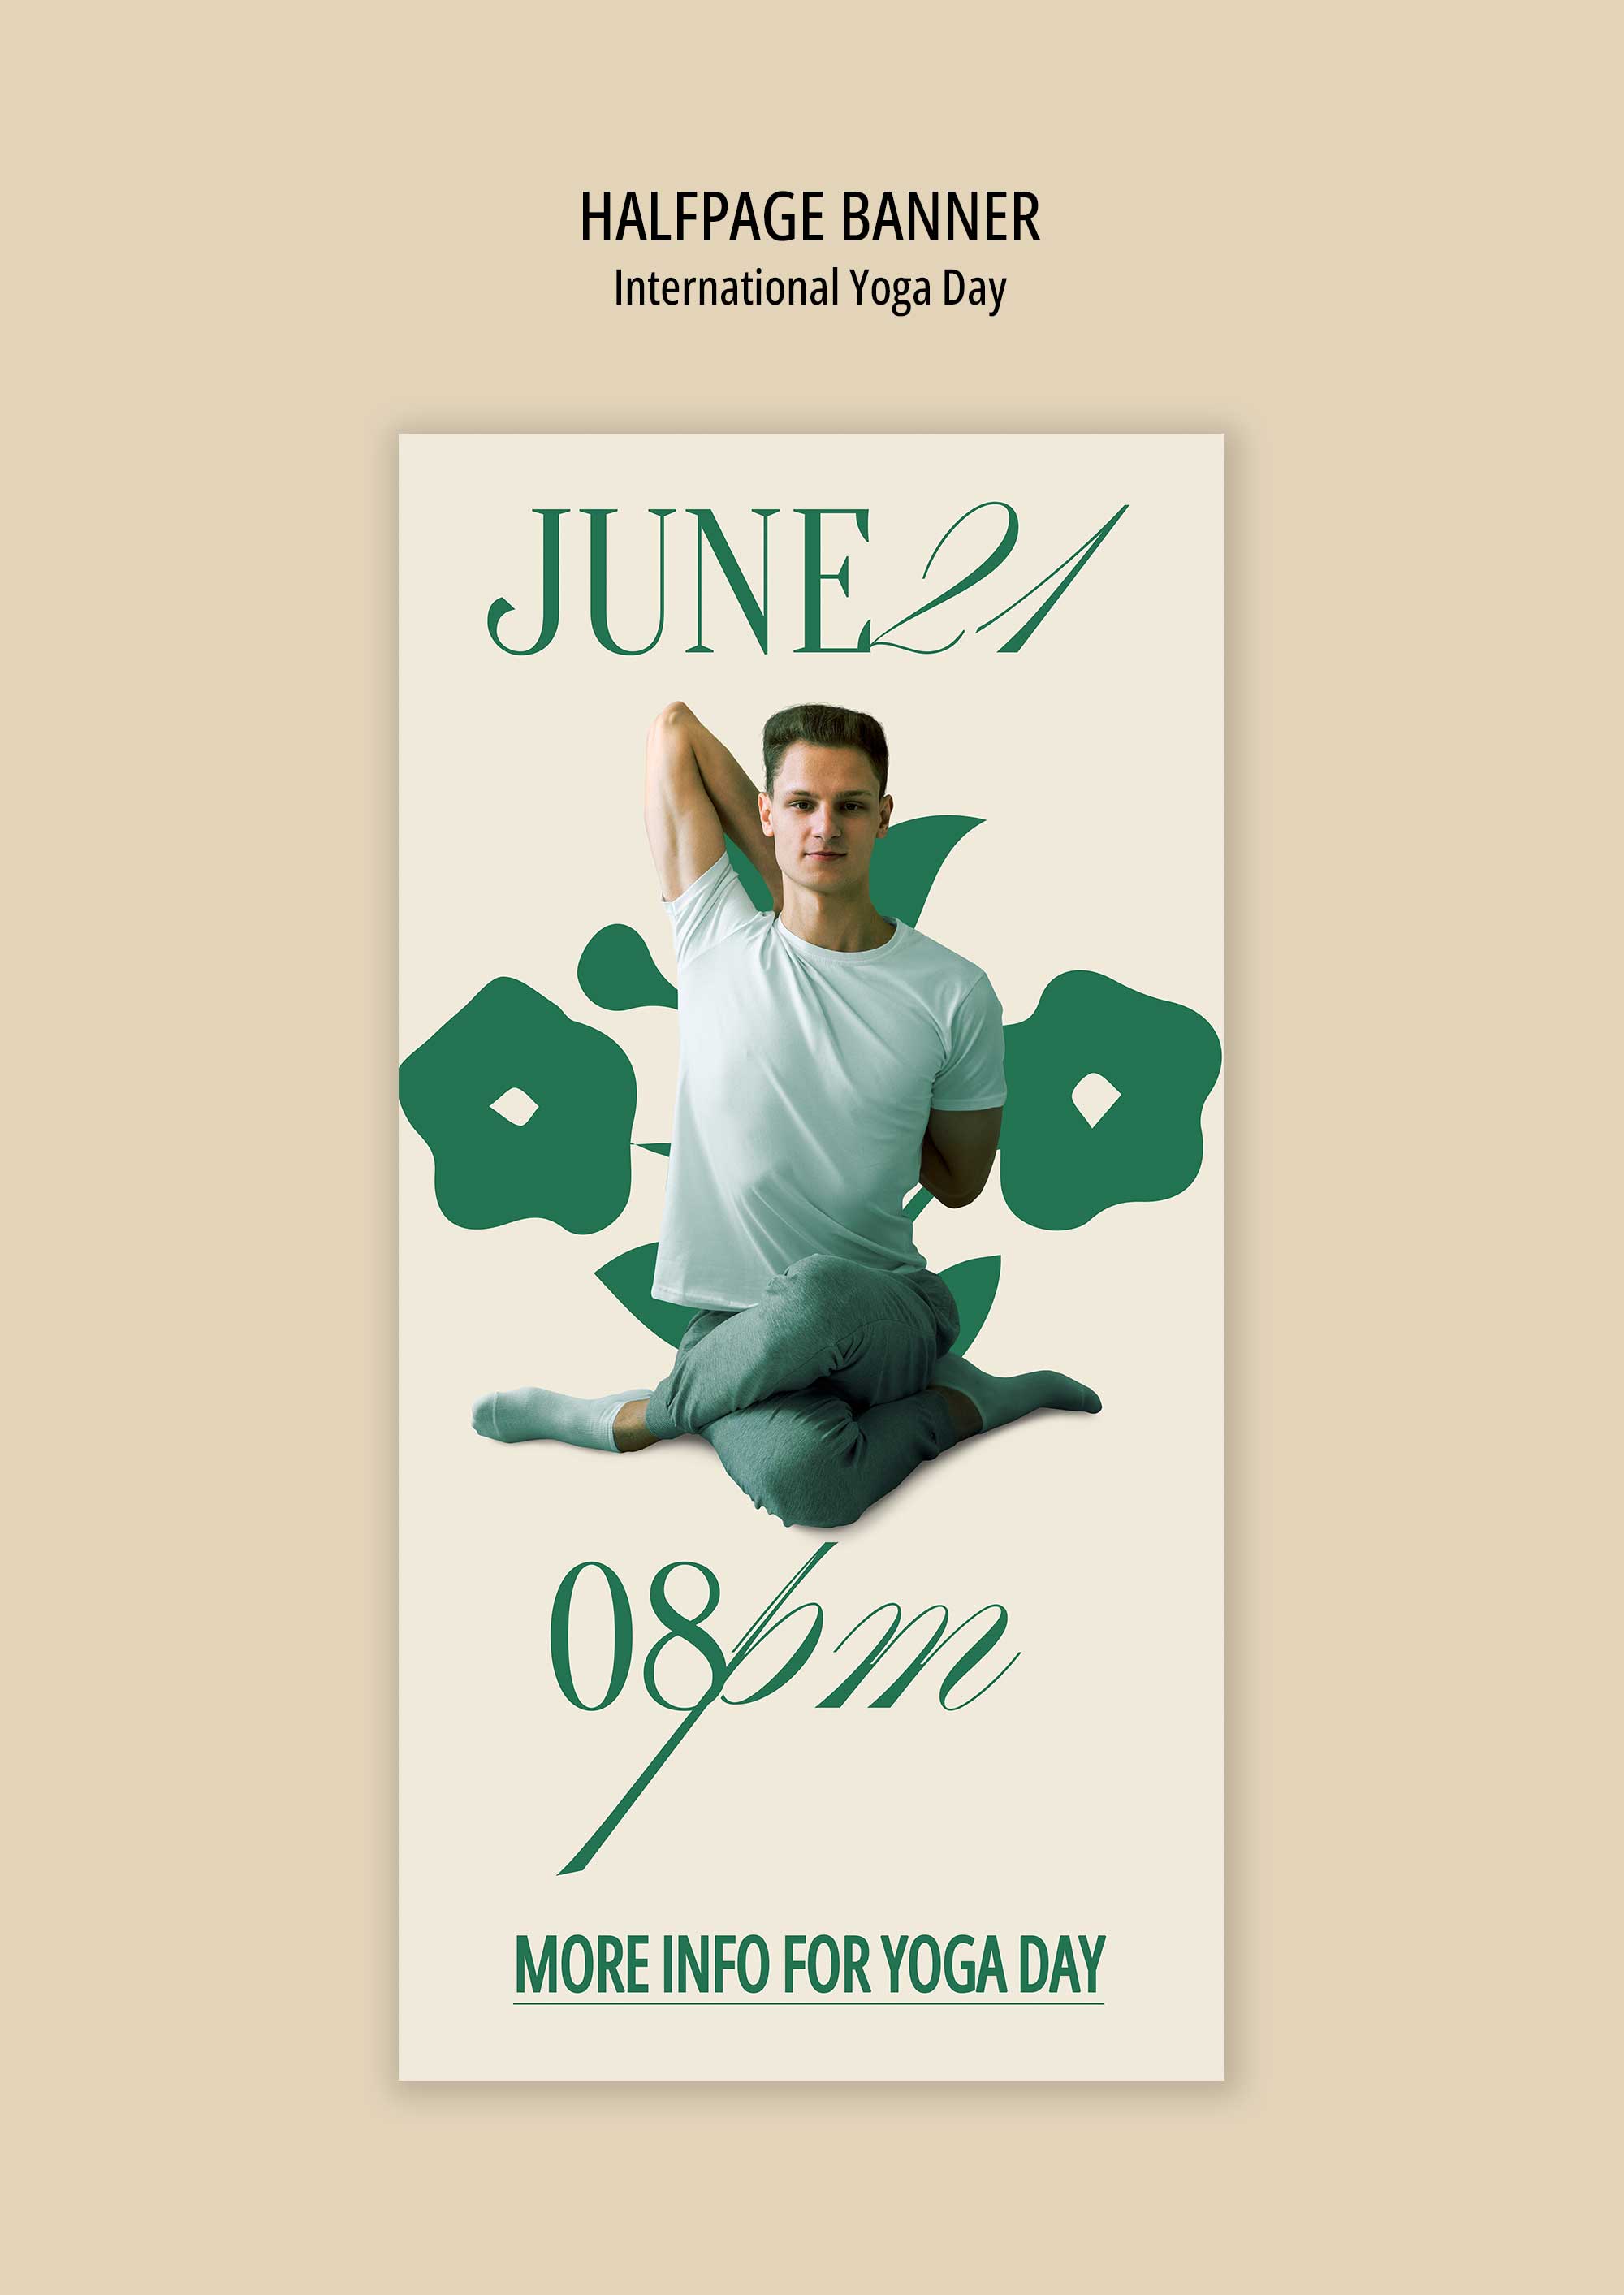 HALFPAGE BANNER
International Yoga Day
JUNE 21
08pm
MORE INFO FOR YOGA DAY